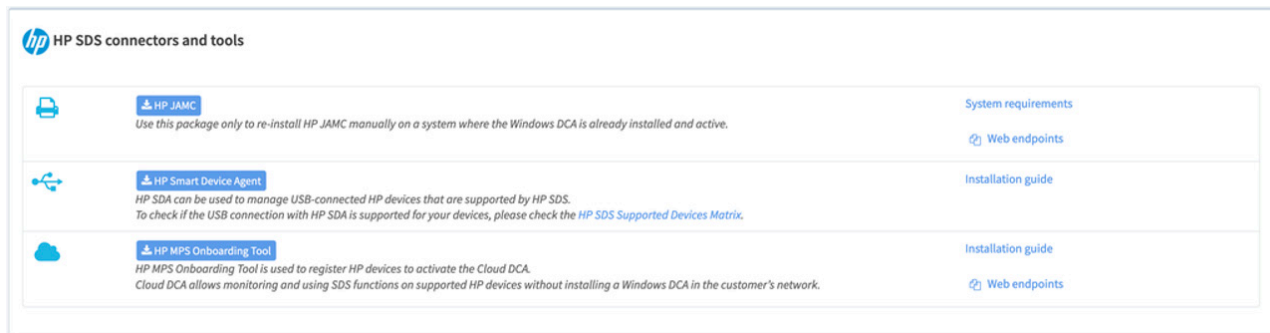 hp HP SDS connectors and tools
HP JAMC
System requirements
Use this package only to re-install HP JAMC manually on a system where the Windows DCA is already installed and active.
Web endpoints
HP Smart Device Agent
Installation guide
HP SDA can be used to manage USB-connected HP devices that are supported by HP SDS.
To check if the USB connection with HP SDA is supported for your devices, please check the HP SDS Supported Devices Matrix.
HP MPS Onboarding Tool
Installation guide
HP MPS Onboarding Tool is used to register HP devices to activate the Cloud DCA.
Cloud DCA allows monitoring and using SDS functions on supported HP devices without installing a Windows DCA in the customer's network.
Web endpoints